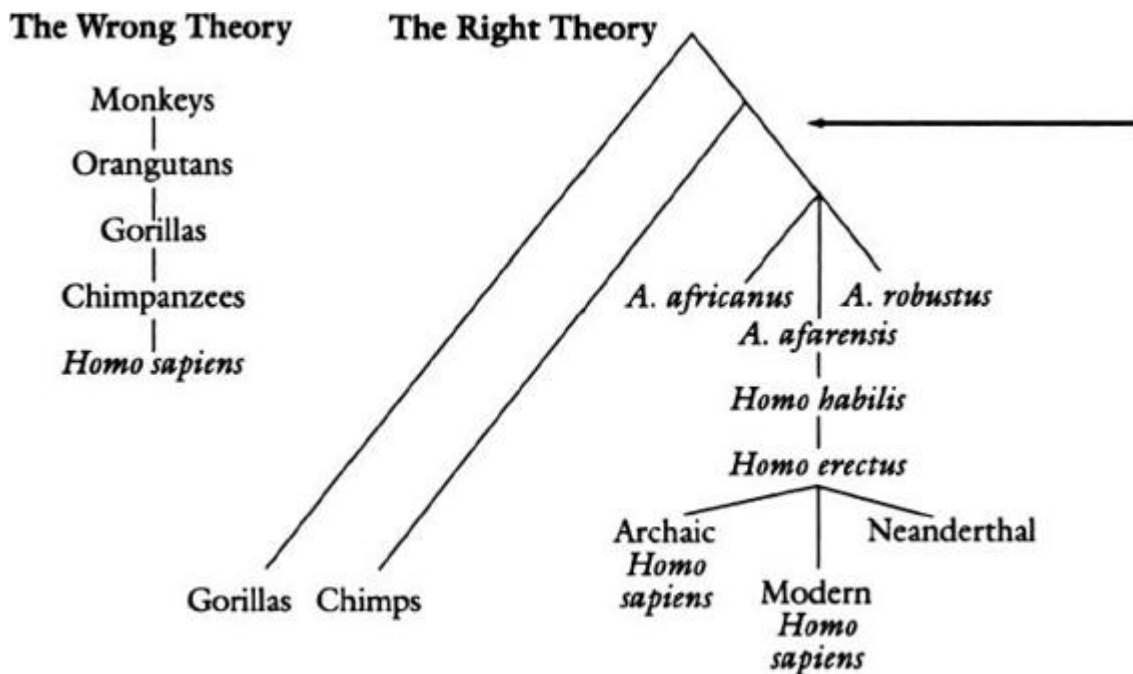 The Wrong Theory
Monkeys
Orangutans
Gorillas
Chimpanzees
Homo sapiens
The Right Theory
A. africanus
A. robustus
A. afarensis
Homo habilis
Homo erectus
Archaic
Homo
sapiens
Neanderthal
Modern
Homo
sapiens
Gorillas
Chimps